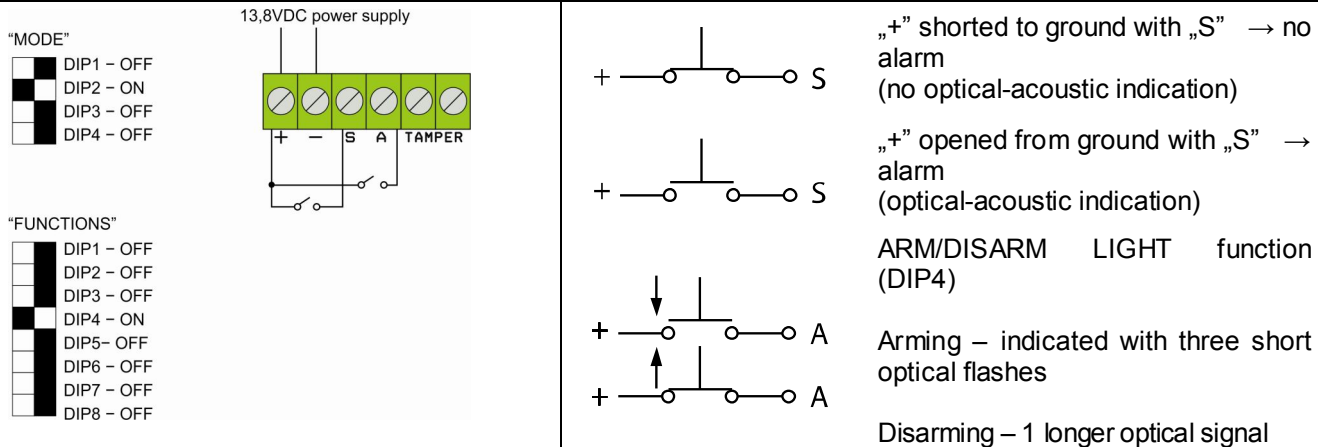 13,8VDC power supply
“MODE”
DIP1 – OFF
DIP2 – ON
DIP3 – OFF
DIP4 – OFF
+ – S A TAMPER
“FUNCTIONS”
DIP1 – OFF
DIP2 – OFF
DIP3 – OFF
DIP4 – ON
DIP5– OFF
DIP6 – OFF
DIP7 – OFF
DIP8 – OFF
+ S
„+” shorted to ground with „S” → no
alarm
(no optical-acoustic indication)
+ S
„+” opened from ground with „S” →
alarm
(optical-acoustic indication)
ARM/DISARM LIGHT function
(DIP4)
+ A
Arming – indicated with three short
optical flashes
+ A
Disarming – 1 longer optical signal